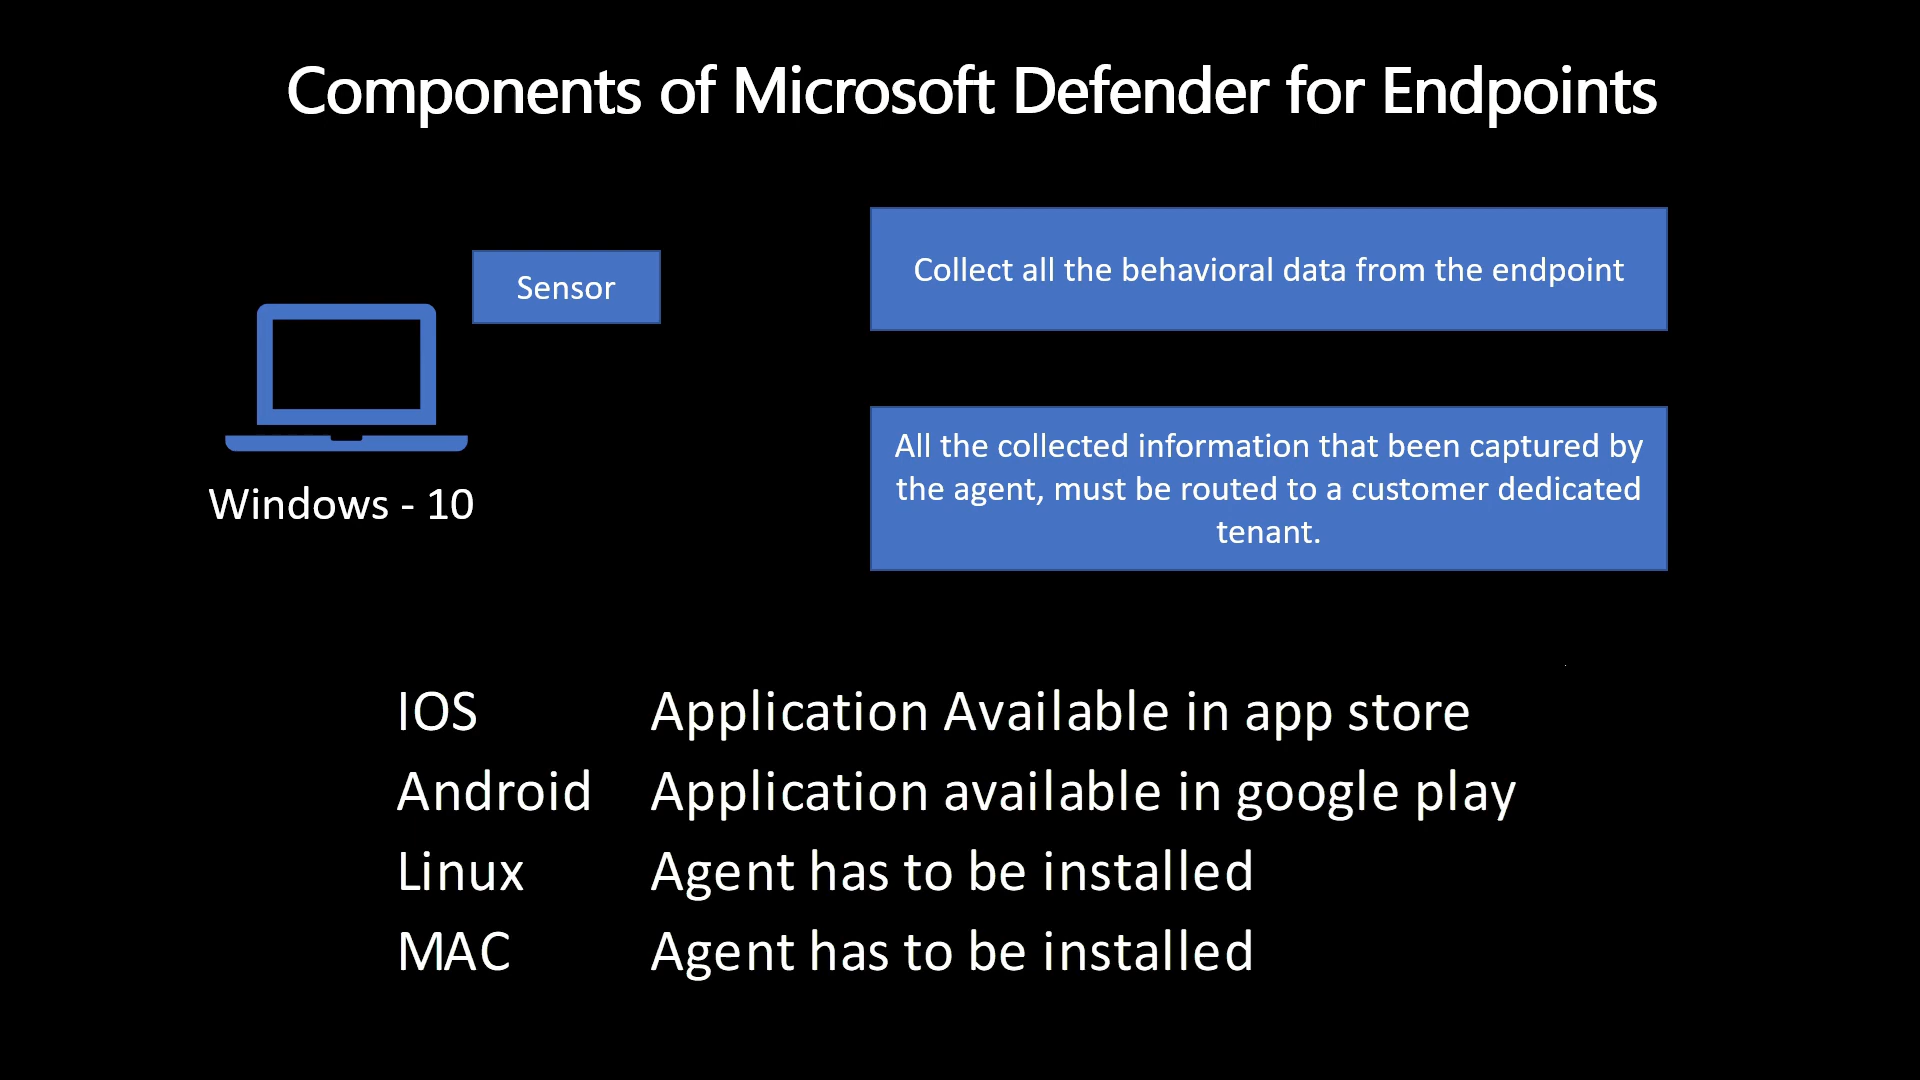 Components of Microsoft Defender for Endpoints
Sensor
Windows - 10
Collect all the behavioral data from the endpoint
All the collected information that been captured by
the agent, must be routed to a customer dedicated
tenant.
IOS Application Available in app store
Android Application available in google play
Linux Agent has to be installed
MAC Agent has to be installed